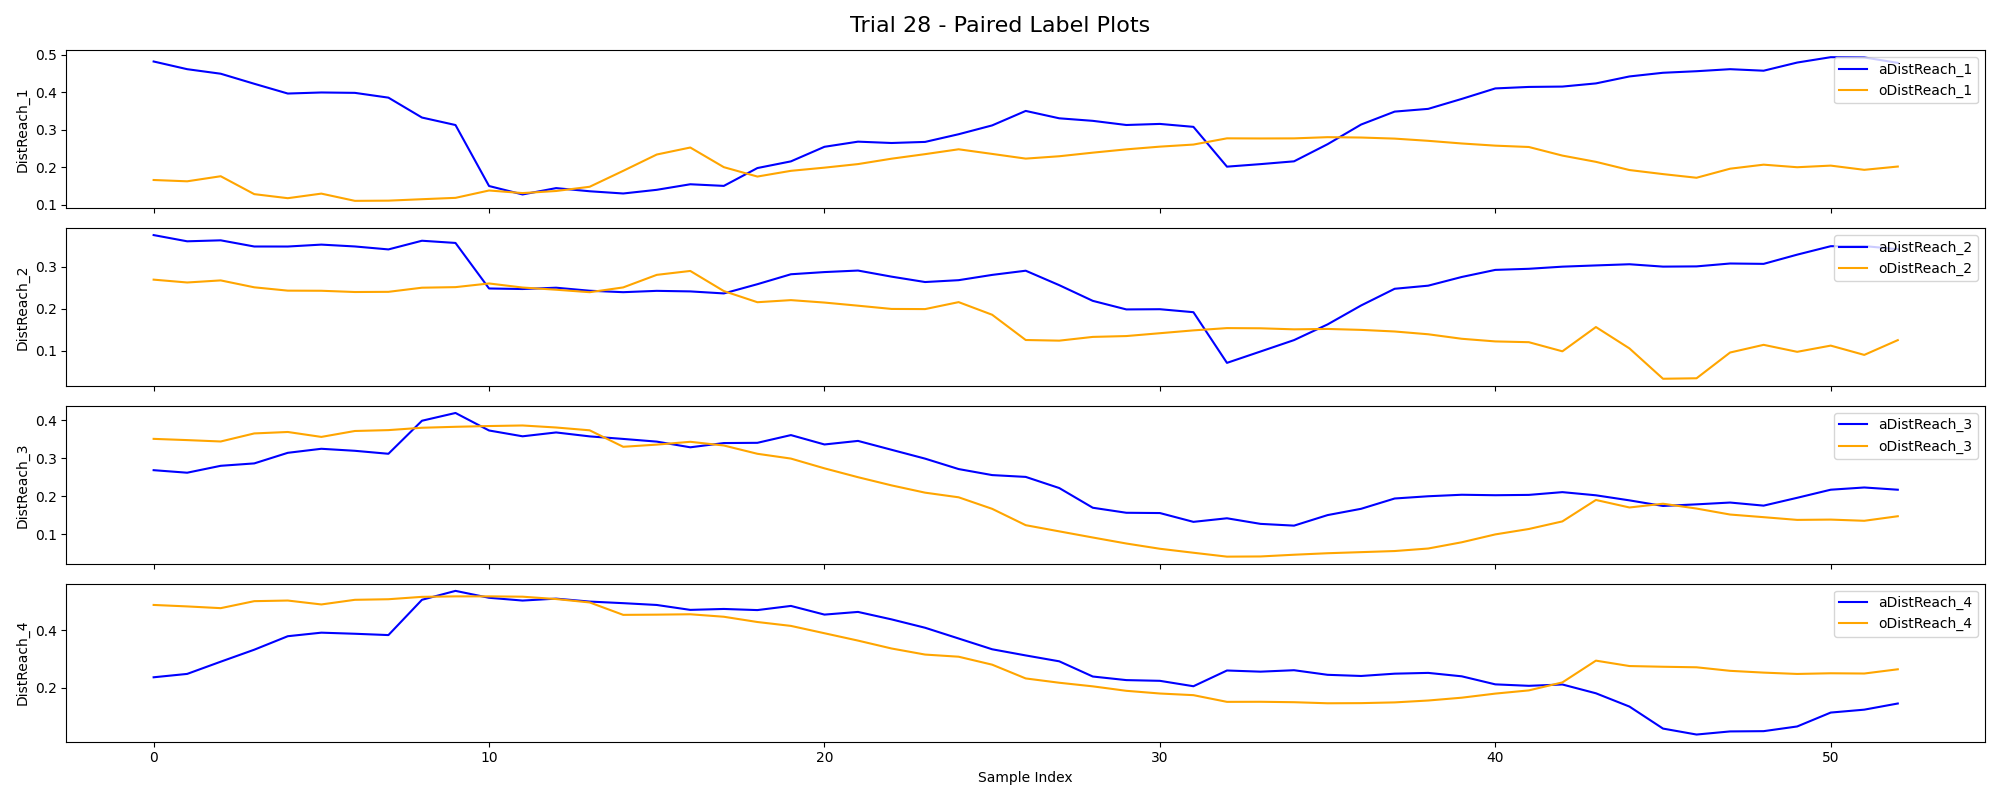 Trial 28 - Paired Label Plots
DistReach_1
0.5
0.4
0.3
0.2
0.1
aDistReach_1
oDistReach_1
DistReach_2
0.3
0.2
0.1
aDistReach_2
oDistReach_2
DistReach_3
0.4
0.3
0.2
0.1
aDistReach_3
oDistReach_3
DistReach_4
0.4
0.2
aDistReach_4
oDistReach_4
0 10 20 30 40 50
Sample Index